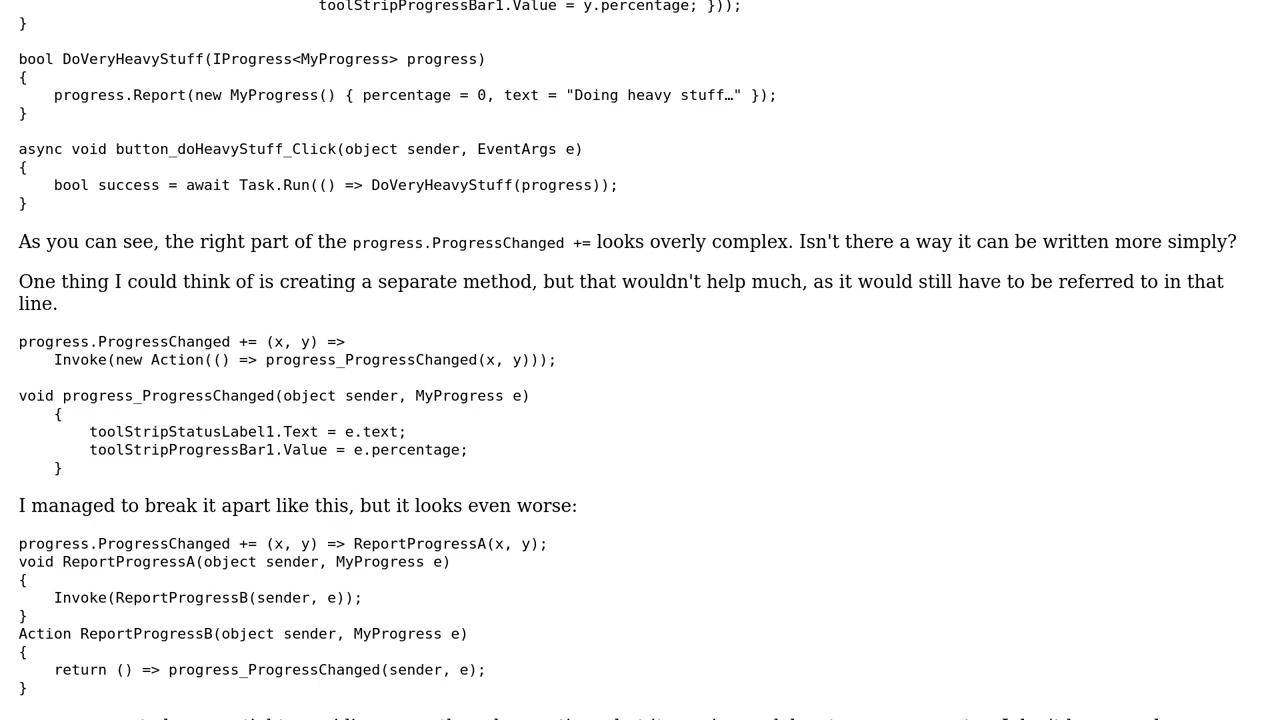 toolStripProgressBar1.Value = y.percentage; }));
}
bool DoVeryHeavyStuff(IProgress<MyProgress> progress)
{
    progress.Report(new MyProgress() { percentage = 0, text = "Doing heavy stuff…" });
}
async void button_doHeavyStuff_Click(object sender, EventArgs e)
{
    bool success = await Task.Run(() => DoVeryHeavyStuff(progress));
}
As you can see, the right part of the progress.ProgressChanged += looks overly complex. Isn't there a way it can be written more simply?
One thing I could think of is creating a separate method, but that wouldn't help much, as it would still have to be referred to in that
line.
progress.ProgressChanged += (x, y) =>
    Invoke(new Action(() => progress_ProgressChanged(x, y)));
void progress_ProgressChanged(object sender, MyProgress e)
    {
        toolStripStatusLabel1.Text = e.text;
        toolStripProgressBar1.Value = e.percentage;
    }
I managed to break it apart like this, but it looks even worse:
progress.ProgressChanged += (x, y) => ReportProgressA(x, y);
void ReportProgressA(object sender, MyProgress e)
{
    Invoke(ReportProgressB(sender, e));
}
Action ReportProgressB(object sender, MyProgress e)
{
    return () => progress_ProgressChanged(sender, e);
}